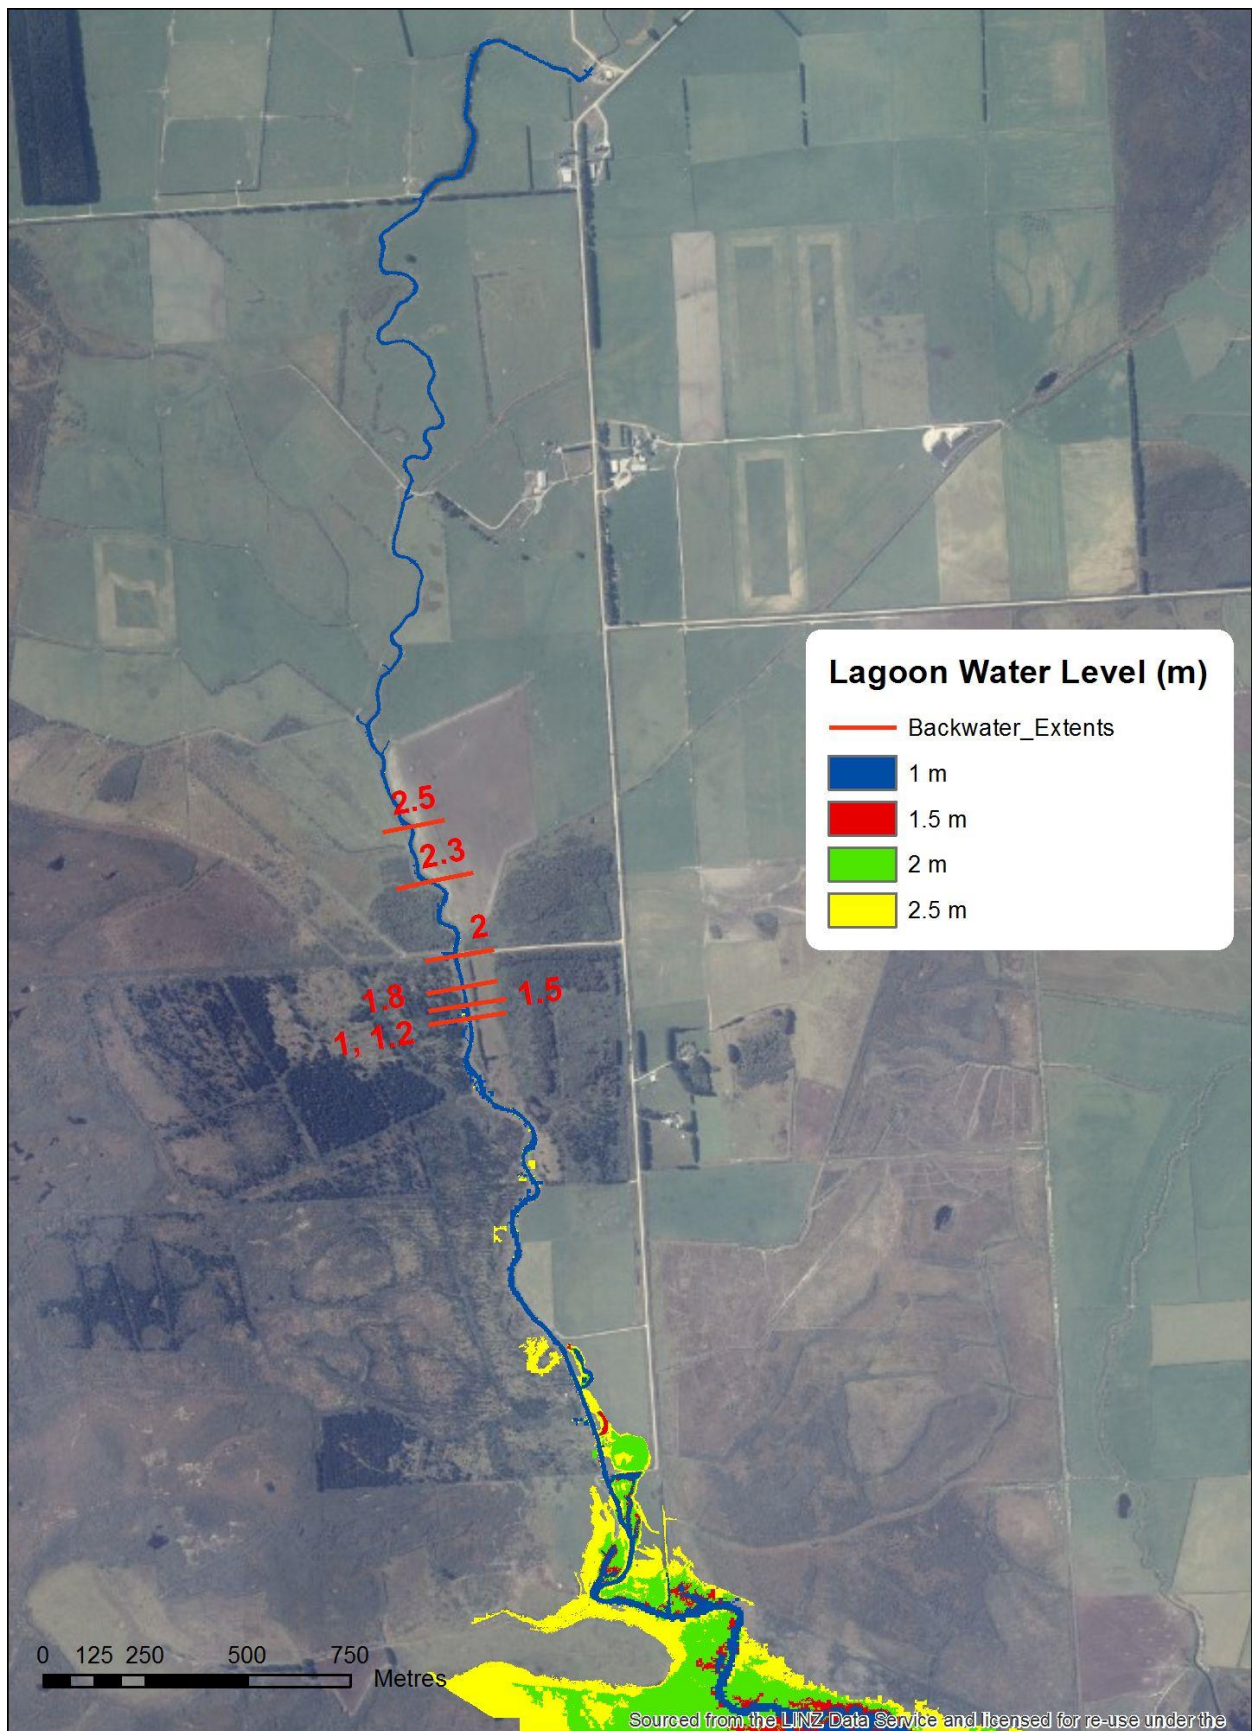 Lagoon Water Level (m)
Backwater_Extents
1 m
1.5 m
2 m
2.5 m
2.5
2.3
2
1.8
1.5
1, 1.2
0 125 250 500 750
Metres
Sourced from the LINZ Data Service and licensed for re-use under the